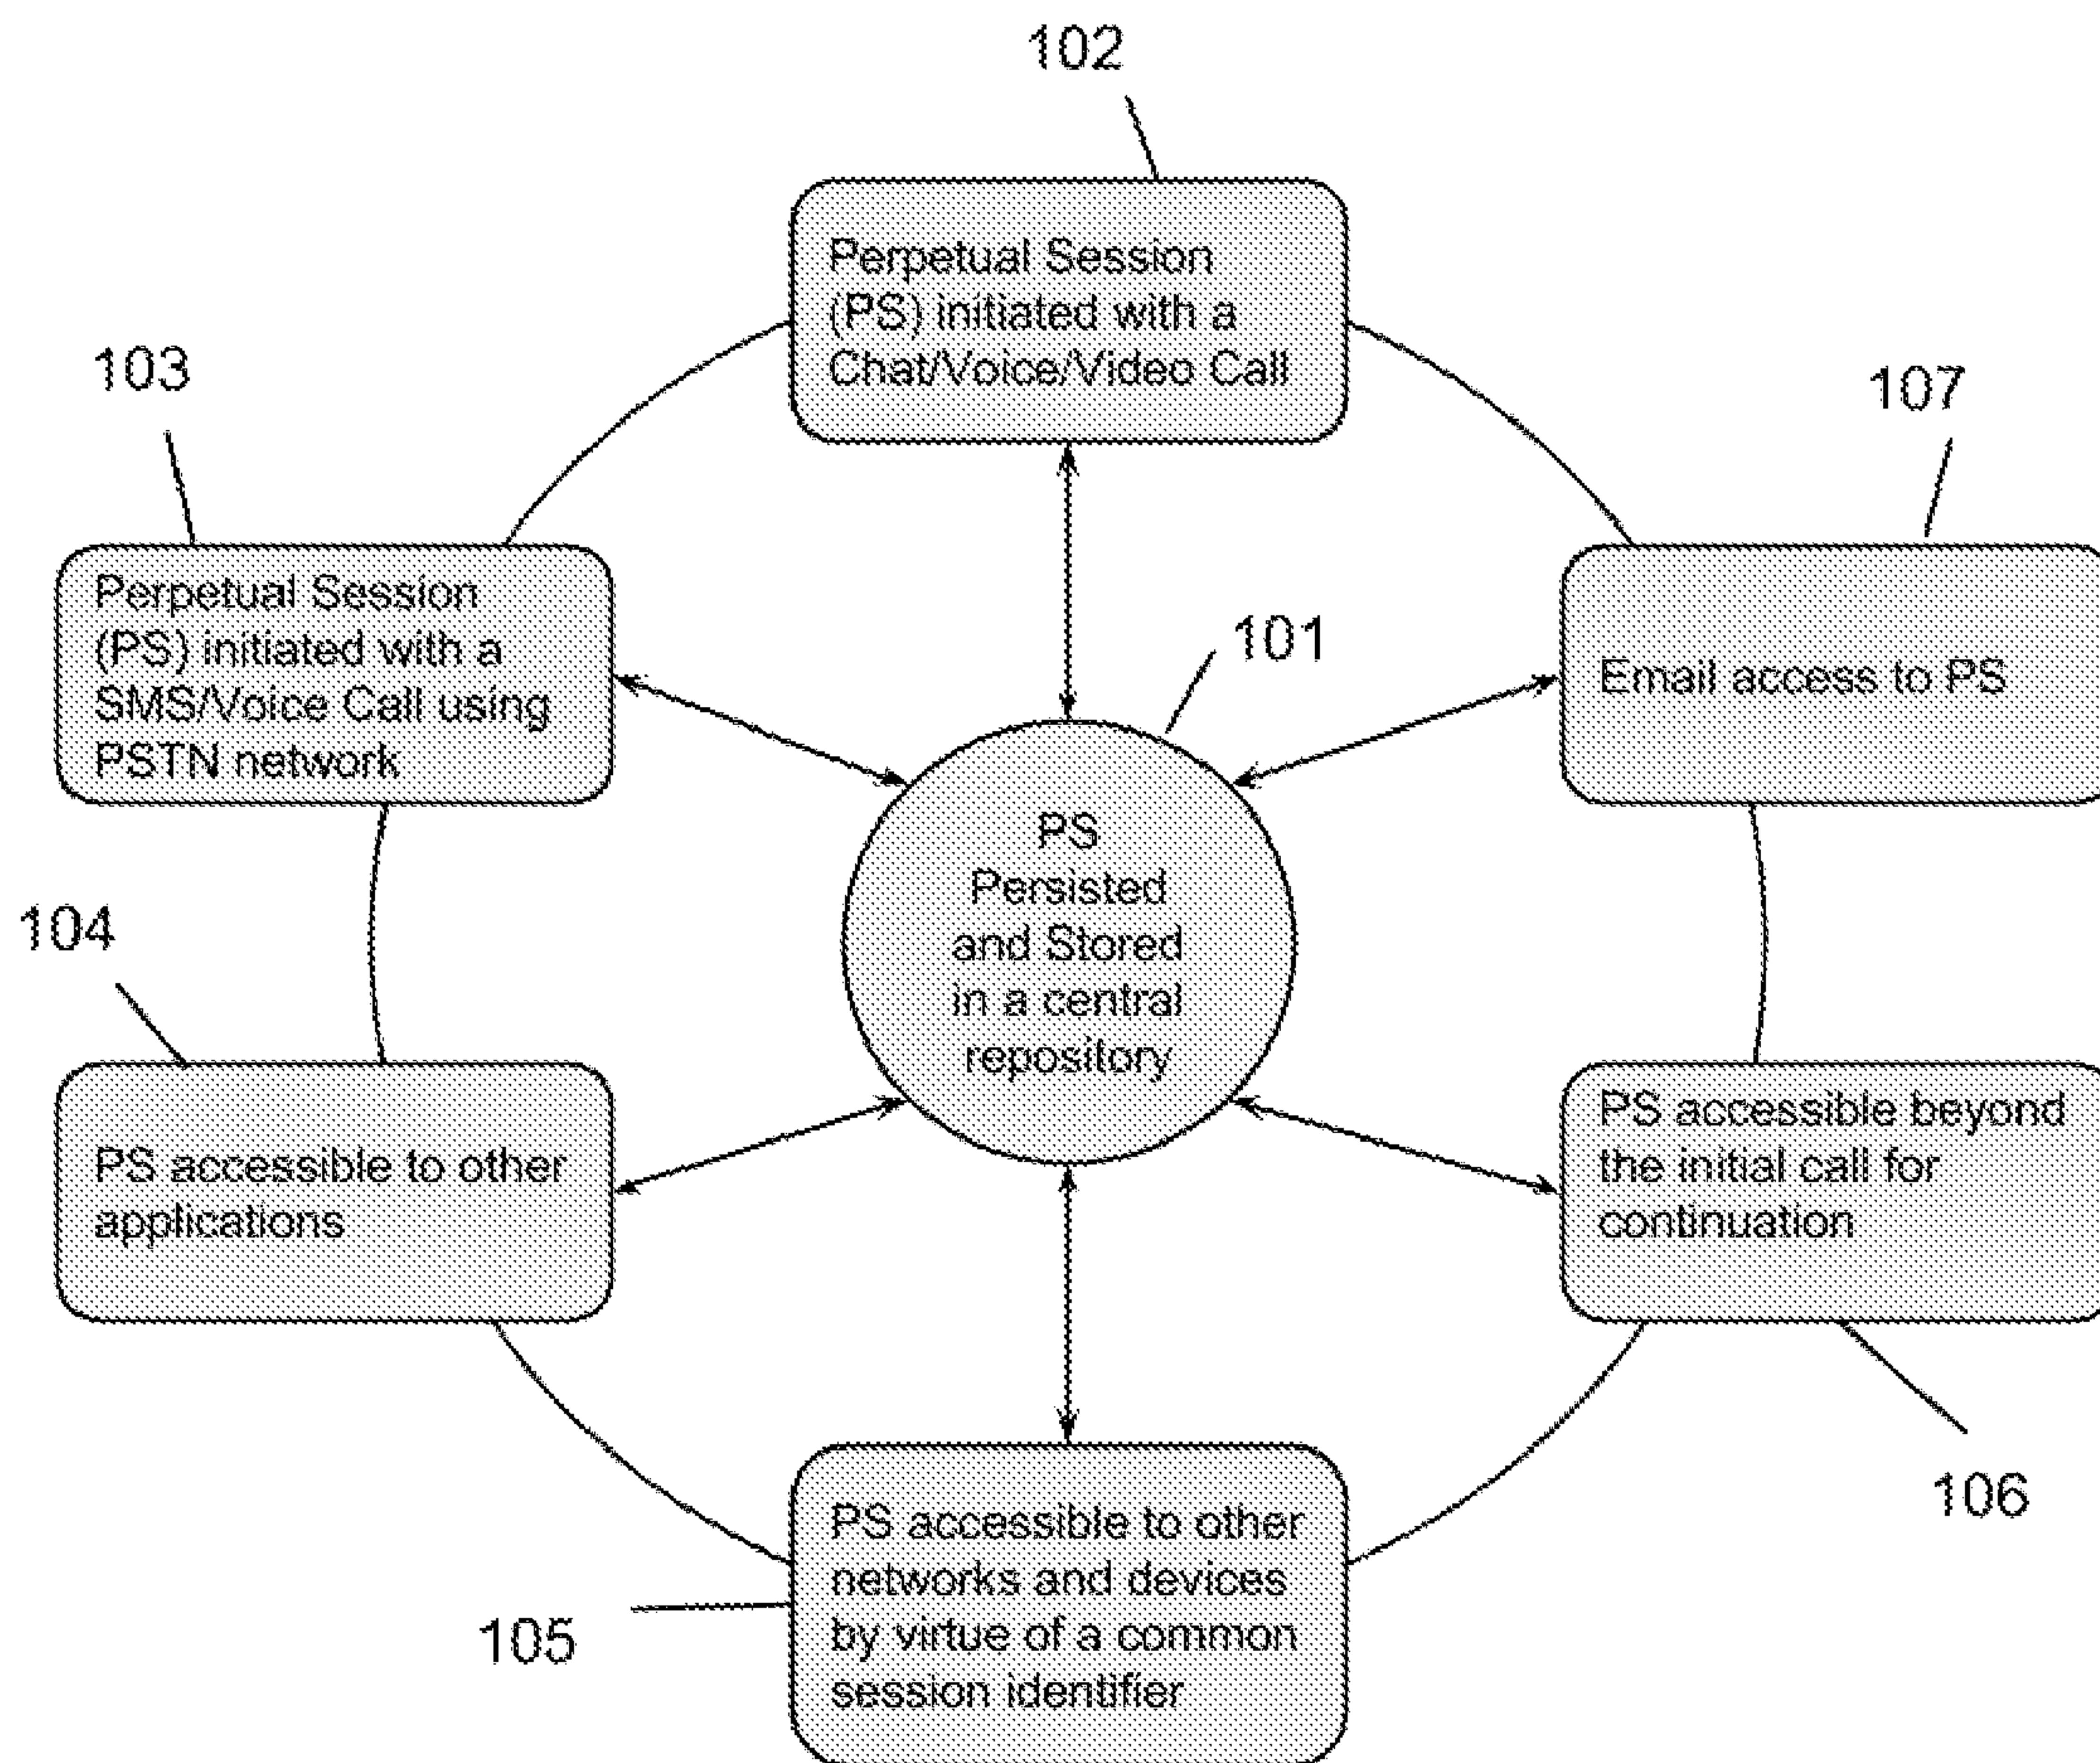 102
Perpetual Session
(PS) initiated with a
Chat/Voice/Video Call
103
Perpetual Session
(PS) initiated with a
SMS/Voice Call using
PSTN network
107
Email access to PS
101
PS
Persisted
and Stored
in a central
repository
104
PS accessible to other
applications
PS accessible beyond
the initial call for
continuation
106
105
PS accessible to other
networks and devices
by virtue of a common
session identifier